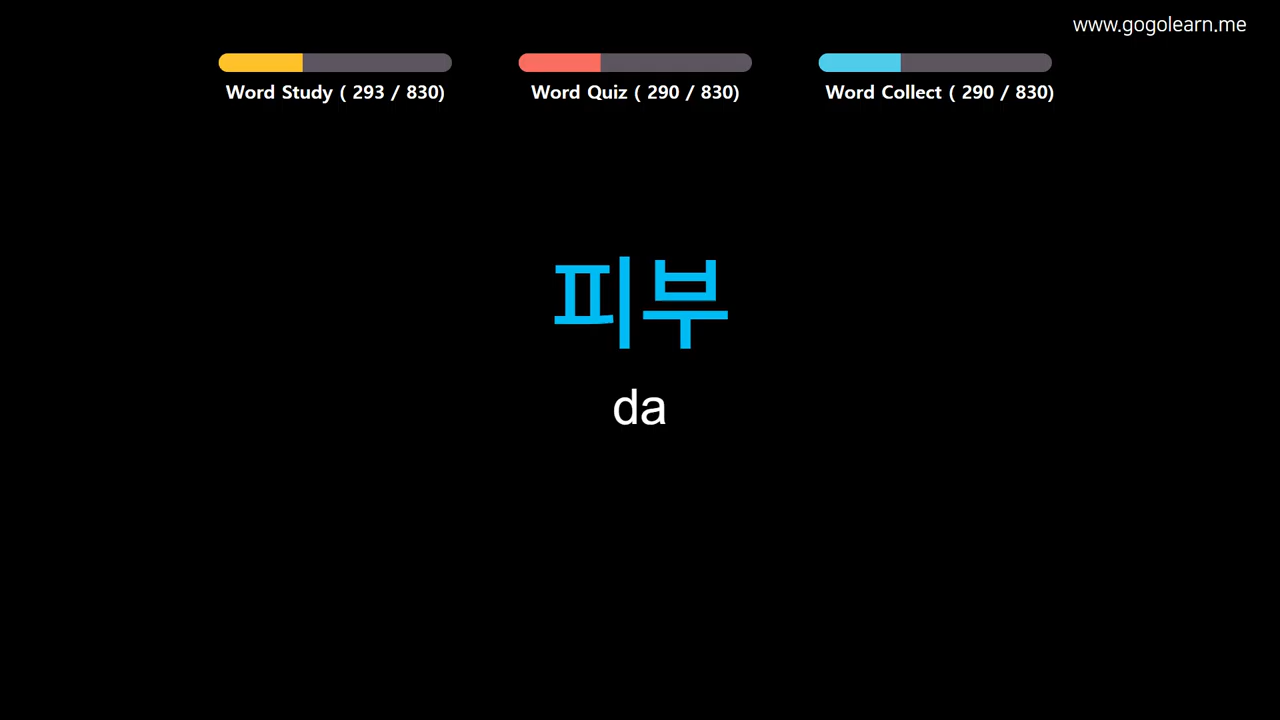 www.gogolearn.me
Word Study ( 293 / 830)
Word Quiz ( 290 / 830)
Word Collect ( 290 / 830)
피부
da